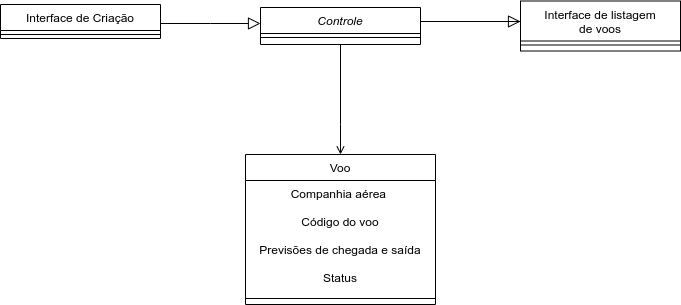 Interface de Criação
Controle
Interface de listagem
de voos
Voo
Companhia aérea
Código do voo
Previsões de chegada e saída
Status